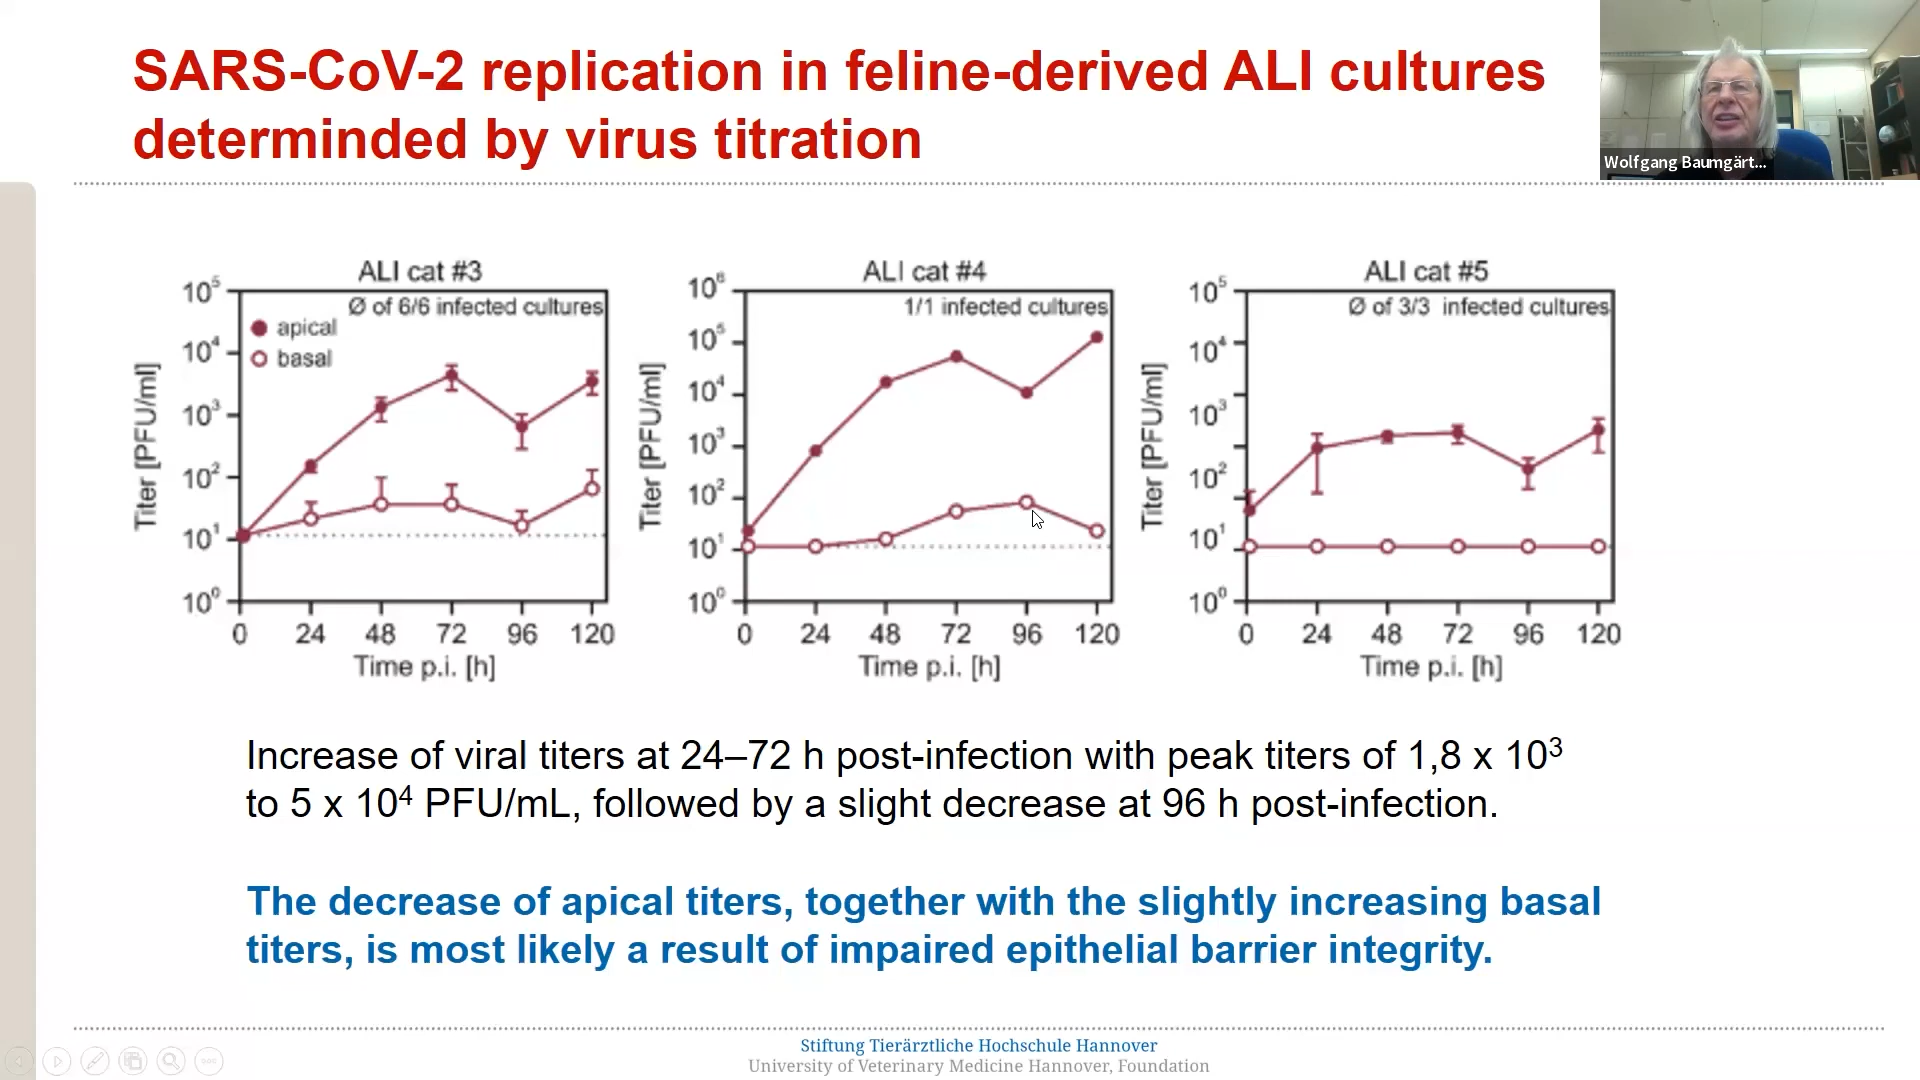 SARS-CoV-2 replication in feline-derived ALI cultures
determinded by virus titration
Wolfgang Baumgärt...
ALI cat #3
Ø of 6/6 infected cultures
apical
basal
Titer [PFU/ml]
10⁵
10⁴
10³
10²
10¹
10⁰
0 24 48 72 96 120
Time p.i. [h]
ALI cat #4
1/1 infected cultures
Titer [PFU/ml]
10⁶
10⁵
10⁴
10³
10²
10¹
10⁰
0 24 48 72 96 120
Time p.i. [h]
ALI cat #5
Ø of 3/3 infected cultures
Titer [PFU/ml]
10⁵
10⁴
10³
10²
10¹
10⁰
0 24 48 72 96 120
Time p.i. [h]
Increase of viral titers at 24–72 h post-infection with peak titers of 1,8 x 10³
to 5 x 10⁴ PFU/mL, followed by a slight decrease at 96 h post-infection.
The decrease of apical titers, together with the slightly increasing basal
titers, is most likely a result of impaired epithelial barrier integrity.
Stiftung Tierärztliche Hochschule Hannover
University of Veterinary Medicine Hannover, Foundation